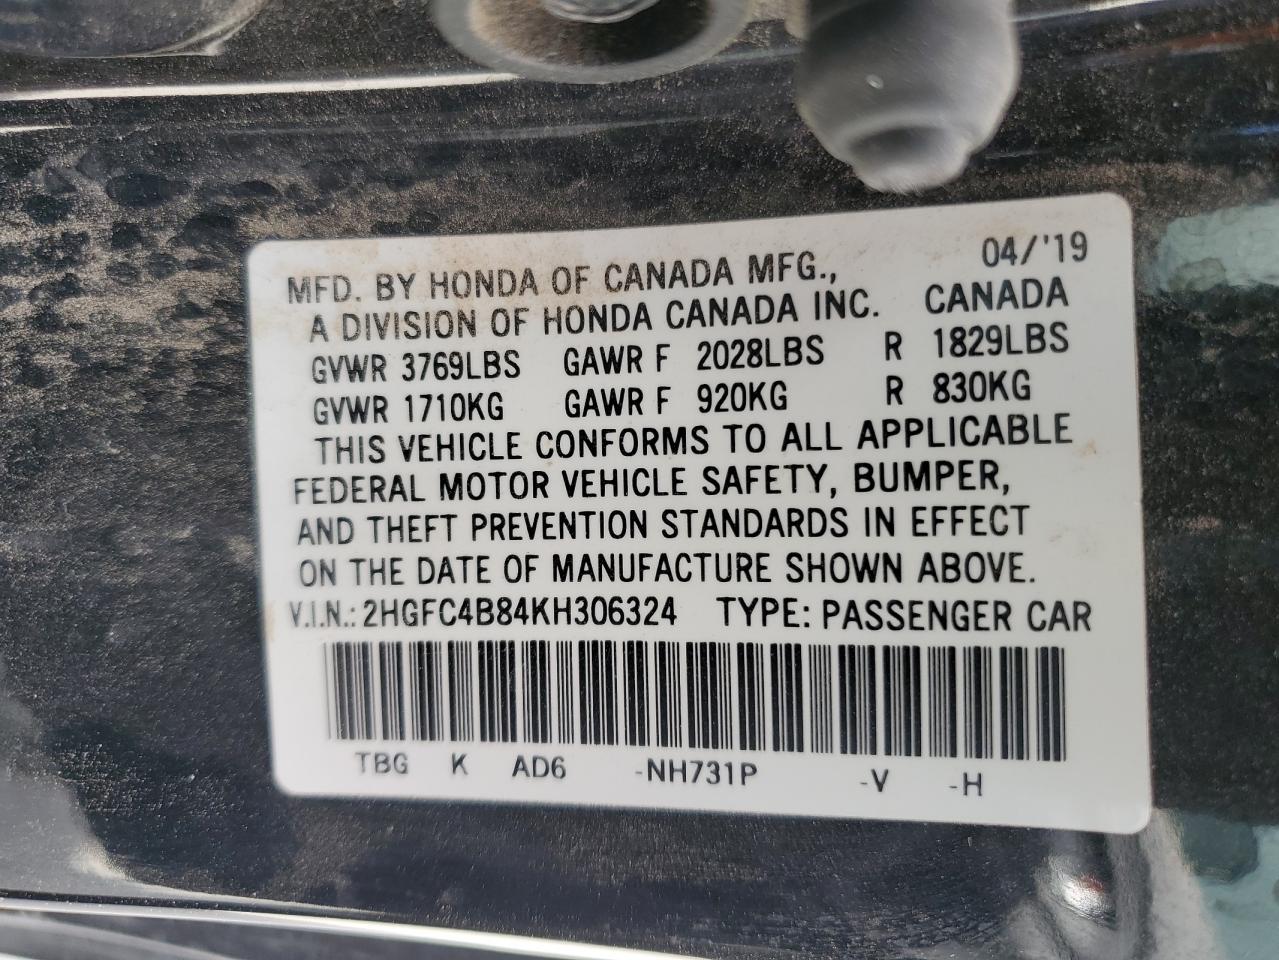 MFD. BY HONDA OF CANADA MFG., 04/'19
A DIVISION OF HONDA CANADA INC. CANADA
GVWR 3769LBS GAWR F 2028LBS R 1829LBS
GVWR 1710KG GAWR F 920KG R 830KG
THIS VEHICLE CONFORMS TO ALL APPLICABLE
FEDERAL MOTOR VEHICLE SAFETY, BUMPER,
AND THEFT PREVENTION STANDARDS IN EFFECT
ON THE DATE OF MANUFACTURE SHOWN ABOVE.
V.I.N.: 2HGFC4B84KH306324 TYPE: PASSENGER CAR
TBG K AD6 -NH731P -V -H